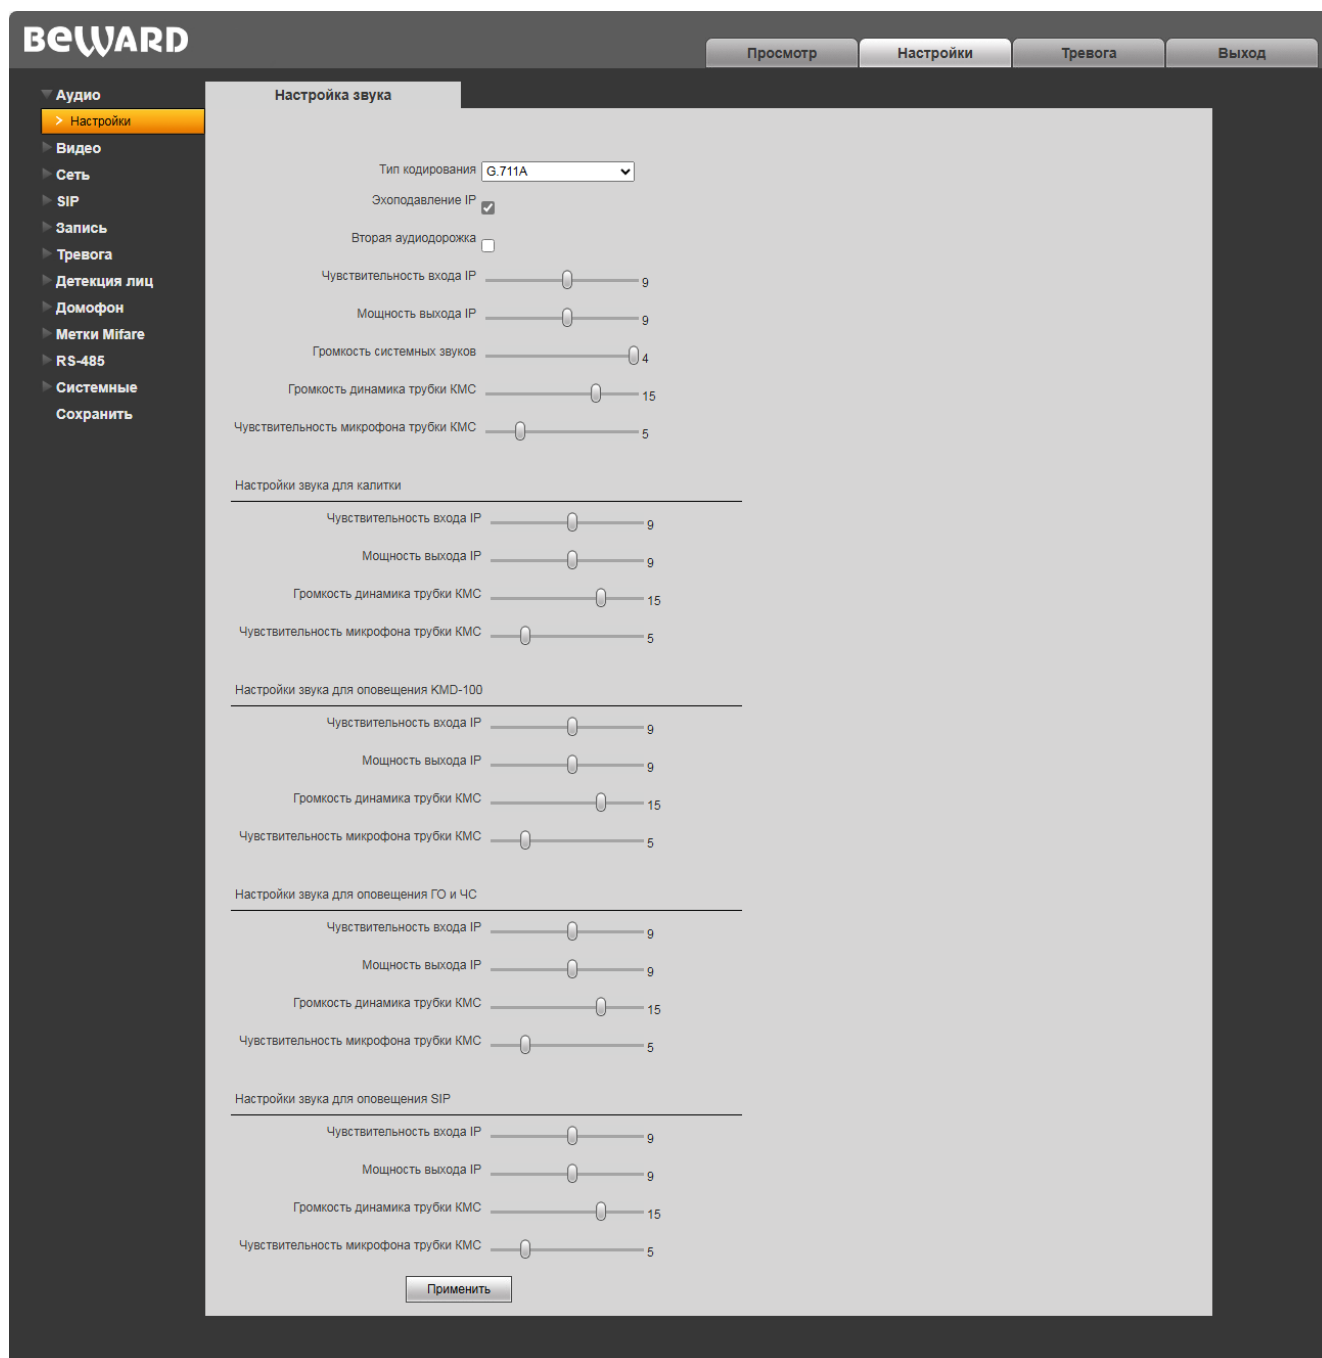 BEWARD
Просмотр Настройки Тревога Выход
Аудио
> Настройки
Видео
Сеть
SIP
Запись
Тревога
Детекция лиц
Домофон
Метки Mifare
RS-485
Системные
Сохранить
Настройка звука
Тип кодирования G.711A
Эхоподавление IP
Вторая аудиодорожка
Чувствительность входа IP 9
Мощность выхода IP 9
Громкость системных звуков 4
Громкость динамика трубки КМС 15
Чувствительность микрофона трубки КМС 5
Настройки звука для калитки
Чувствительность входа IP 9
Мощность выхода IP 9
Громкость динамика трубки КМС 15
Чувствительность микрофона трубки КМС 5
Настройки звука для оповещения KMD-100
Чувствительность входа IP 9
Мощность выхода IP 9
Громкость динамика трубки КМС 15
Чувствительность микрофона трубки КМС 5
Настройки звука для оповещения ГО и ЧС
Чувствительность входа IP 9
Мощность выхода IP 9
Громкость динамика трубки КМС 15
Чувствительность микрофона трубки КМС 5
Настройки звука для оповещения SIP
Чувствительность входа IP 9
Мощность выхода IP 9
Громкость динамика трубки КМС 15
Чувствительность микрофона трубки КМС 5
Применить